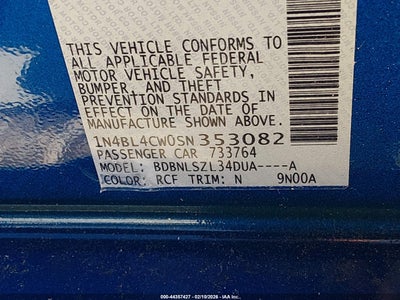 THIS VEHICLE CONFORMS TO
ALL APPLICABLE FEDERAL
MOTOR VEHICLE SAFETY,
BUMPER, AND THEFT
PREVENTION STANDARDS IN
EFFECT ON THE DATE OF
MANUFACTURE SHOWN ABOVE.
1N4BL4CW0SN353082
PASSENGER CAR 733764
MODEL: BDBNLSZL34DUA----A
COLOR: RCF TRIM: N 9N00A
000-44357427 - 02/19/2026 - IAA Inc.